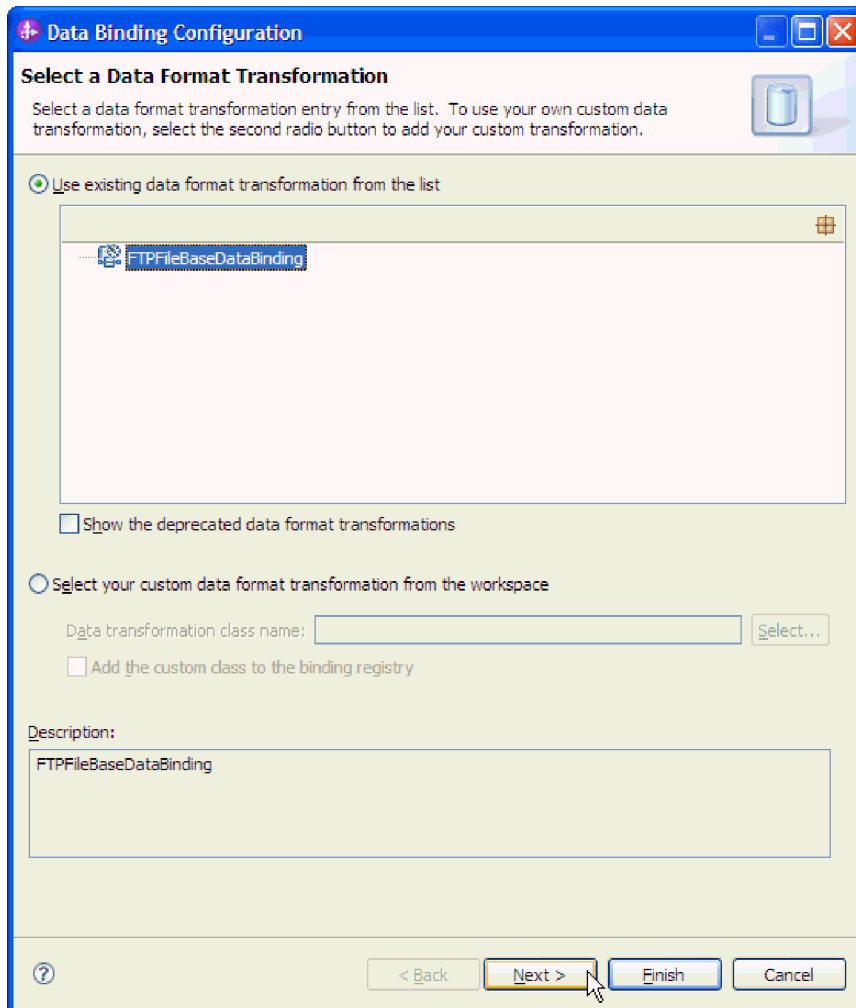 Data Binding Configuration
Select a Data Format Transformation
Select a data format transformation entry from the list. To use your own custom data
transformation, select the second radio button to add your custom transformation.
Use existing data format transformation from the list
FTPFileBaseDataBinding
Show the deprecated data format transformations
Select your custom data format transformation from the workspace
Data transformation class name:
Select...
Add the custom class to the binding registry
Description:
FTPFileBaseDataBinding
?
< Back
Next >
Finish
Cancel